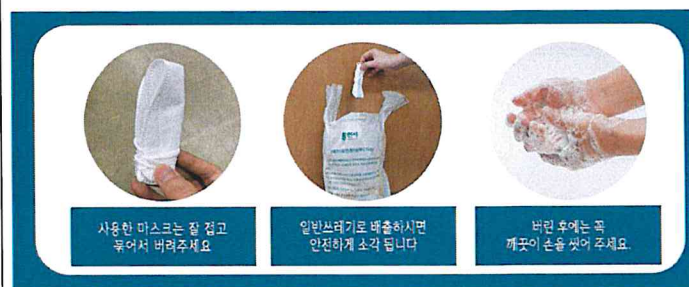 사용한 마스크는 잘 접고
묶어서 버려주세요
일반쓰레기로 배출하시면
안전하게 소각 됩니다
버린 후에는 꼭
깨끗이 손을 씻어 주세요.